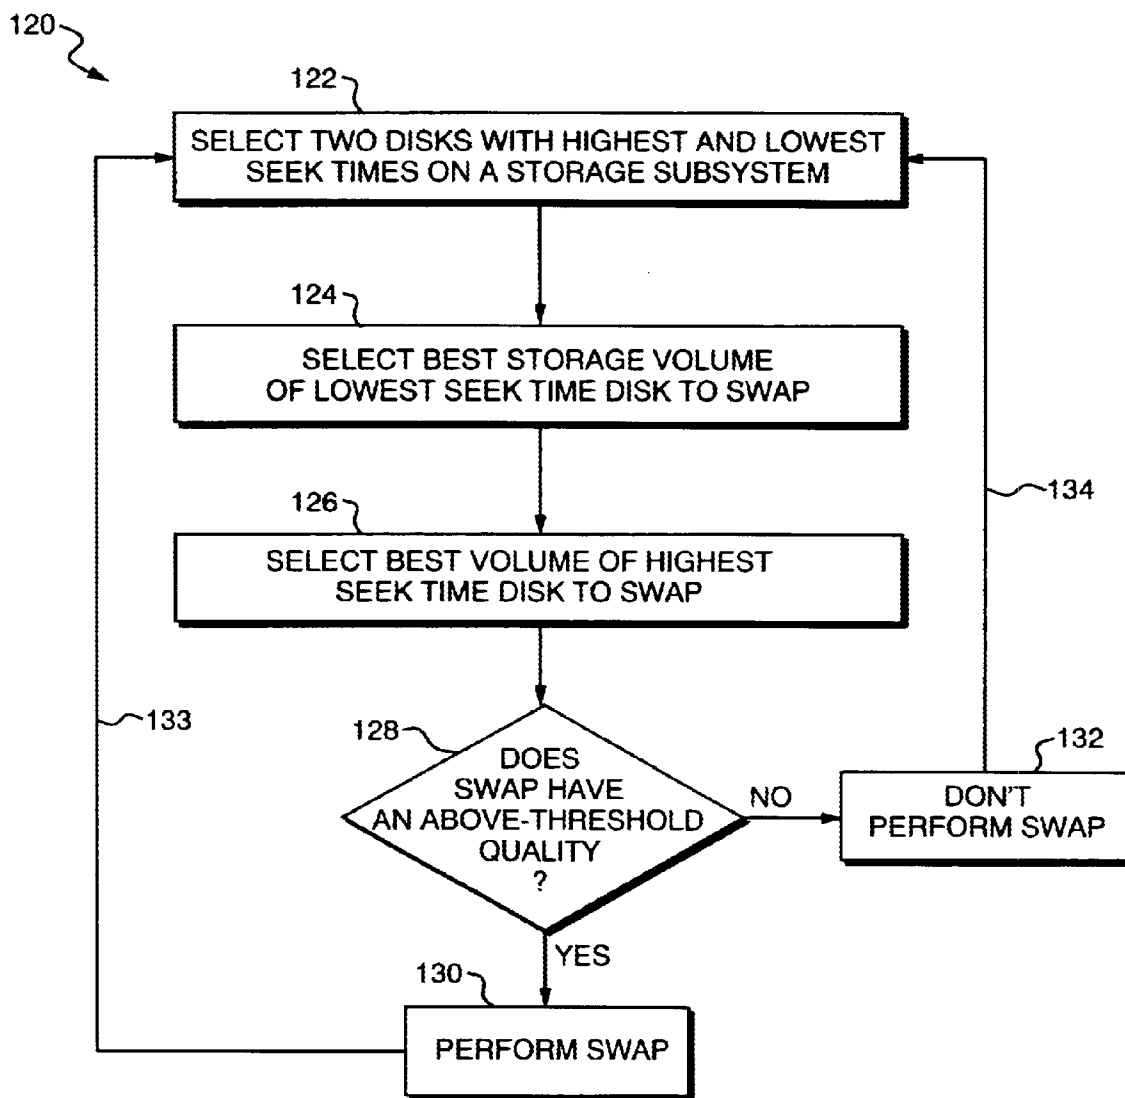 120
122
SELECT TWO DISKS WITH HIGHEST AND LOWEST
SEEK TIMES ON A STORAGE SUBSYSTEM
124
SELECT BEST STORAGE VOLUME
OF LOWEST SEEK TIME DISK TO SWAP
126
SELECT BEST VOLUME OF HIGHEST
SEEK TIME DISK TO SWAP
134
133
128
DOES
SWAP HAVE
AN ABOVE-THRESHOLD
QUALITY
?
NO
132
DON'T
PERFORM SWAP
YES
130
PERFORM SWAP